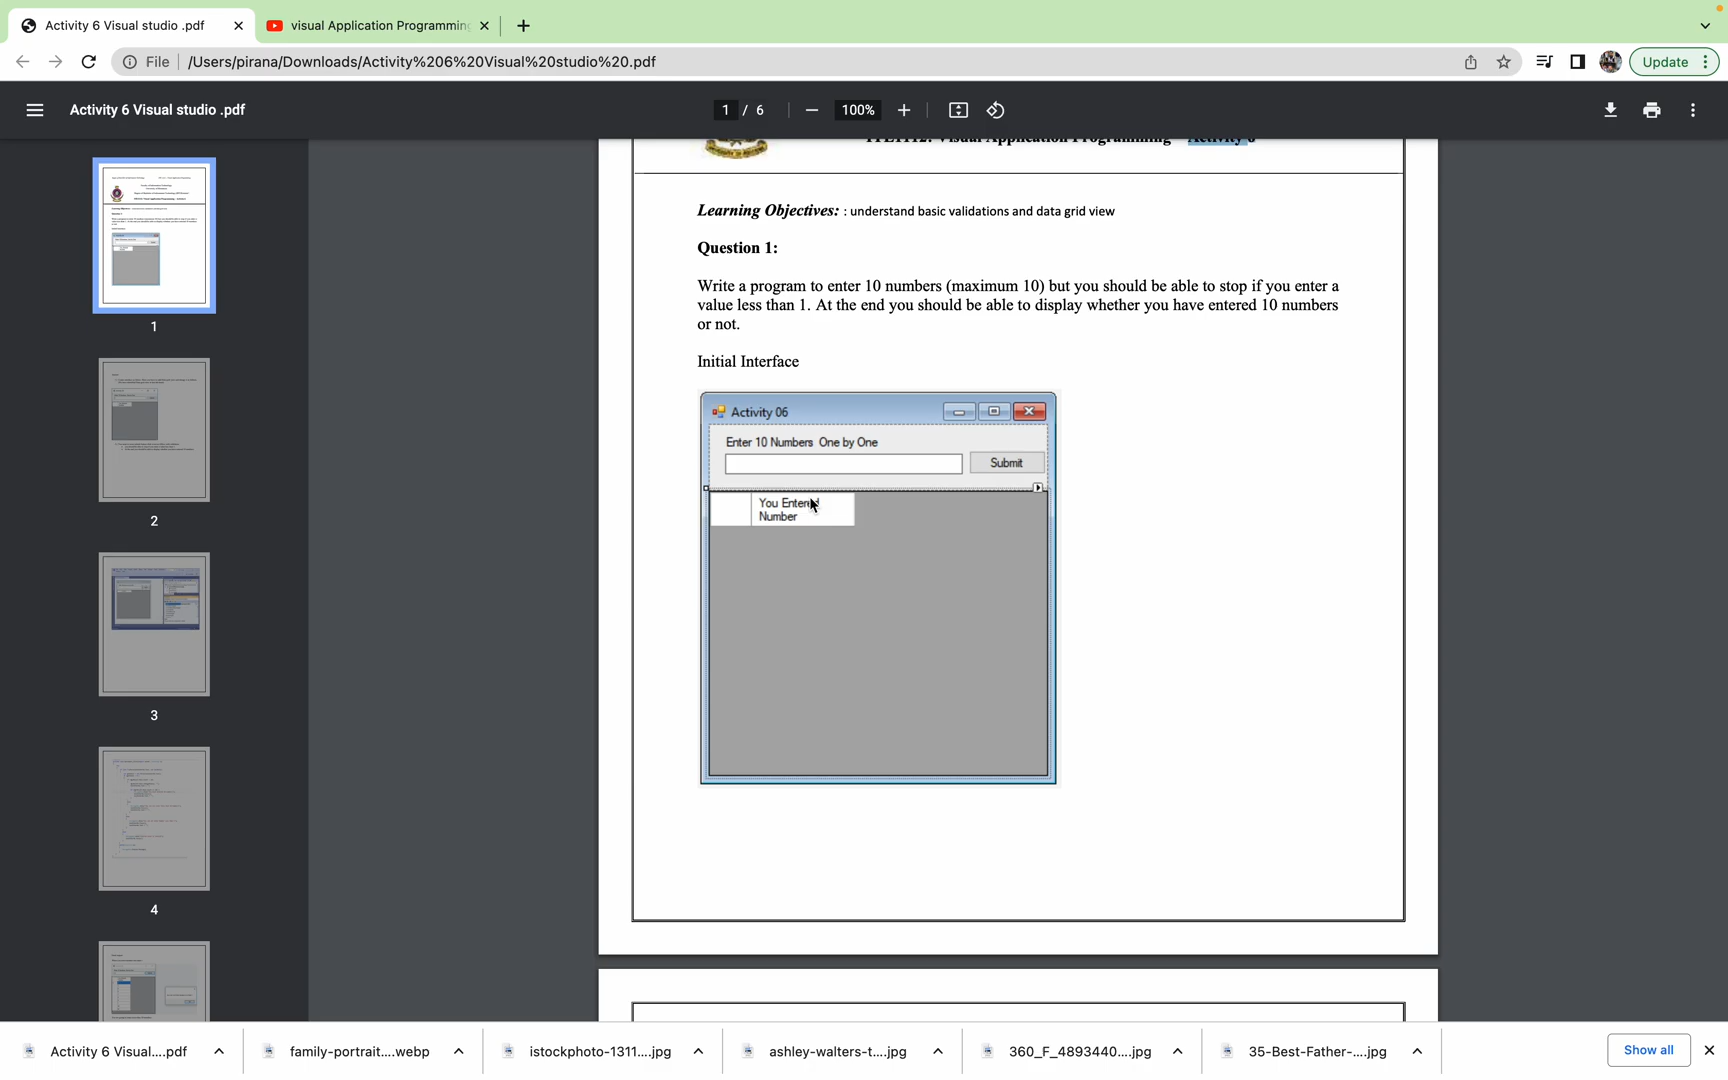 Activity 6 Visual studio .pdf
visual Application Programming
File
/Users/pirana/Downloads/Activity%206%20Visual%20studio%20.pdf
Update
Activity 6 Visual studio .pdf
1 / 6
100%
Visual Application Programming Activity 6
Learning Objectives: : understand basic validations and data grid view
Question 1:
Write a program to enter 10 numbers (maximum 10) but you should be able to stop if you enter a
value less than 1. At the end you should be able to display whether you have entered 10 numbers
or not.
Initial Interface
Activity 06
Enter 10 Numbers One by One
Submit
You Entered
Number
1
2
3
4
Activity 6 Visual....pdf
family-portrait....webp
istockphoto-1311....jpg
ashley-walters-t....jpg
360_F_4893440....jpg
35-Best-Father-....jpg
Show all